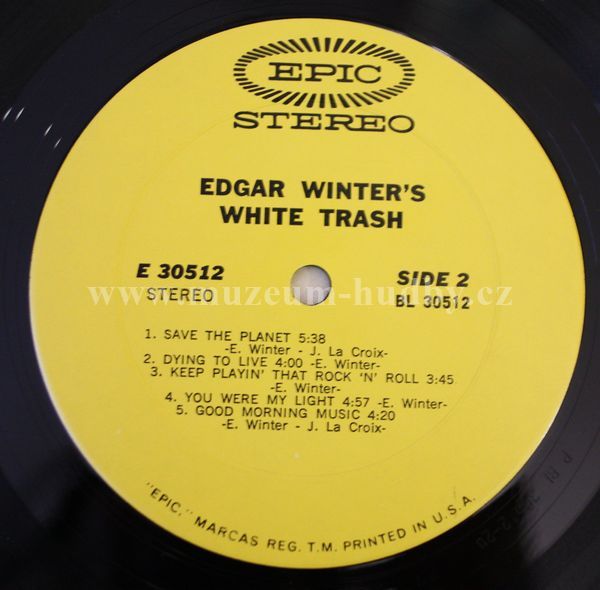 EPIC
STEREO
EDGAR WINTER'S
WHITE TRASH
E 30512
STEREO
SIDE 2
BL 30512
www.muzeum-hudby.cz
1. SAVE THE PLANET 5:38
-E. Winter - J. La Croix-
2. DYING TO LIVE 4:00 -E. Winter-
3. KEEP PLAYIN' THAT ROCK 'N' ROLL 3:45
-E. Winter-
4. YOU WERE MY LIGHT 4:57 -E. Winter-
5. GOOD MORNING MUSIC 4:20
-E. Winter - J. La Croix-
"EPIC," MARCAS REG. T.M. PRINTED IN U.S.A.